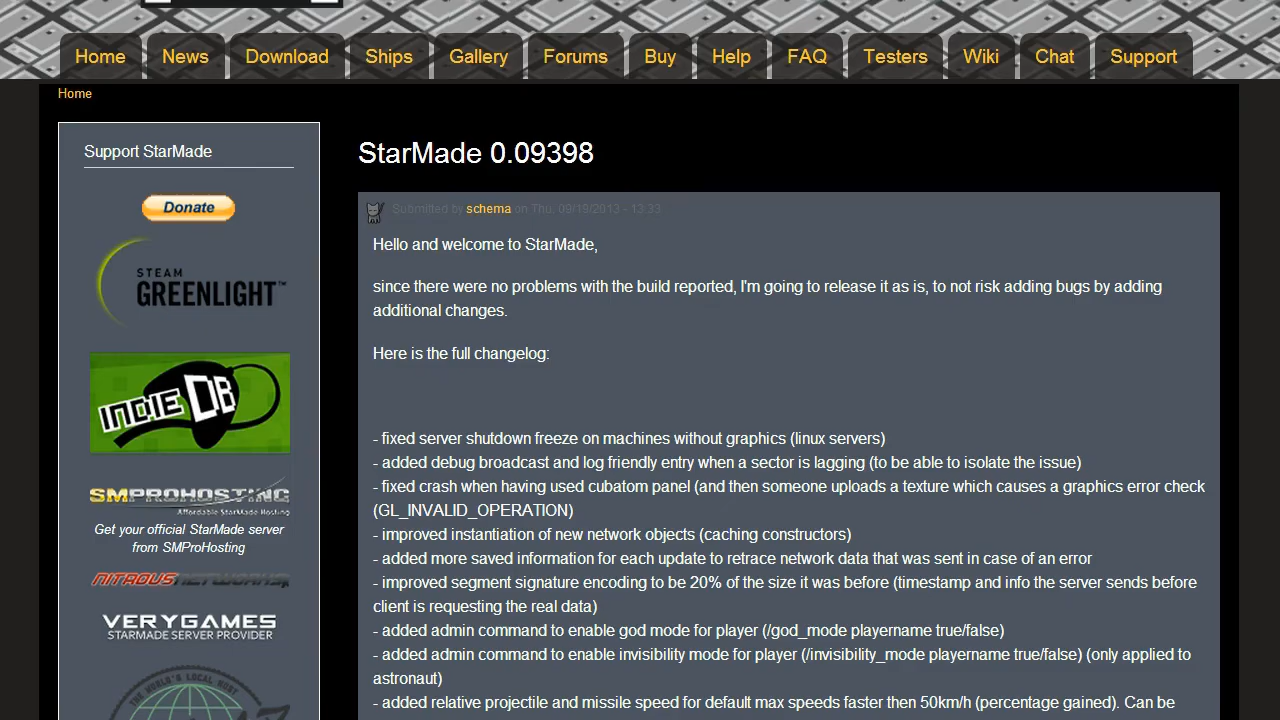 Home News Download Ships Gallery Forums Buy Help FAQ Testers Wiki Chat Support
Home
Support StarMade
Donate
STEAM
GREENLIGHT™
INDIE DB
SMPROHOSTING
Affordable StarMade Hosting
Get your official StarMade server
from SMProHosting
NITROUS NETWORKS
VERYGAMES
STARMADE SERVER PROVIDER
THE WORLD'S LOCAL HOST
StarMade 0.09398
Submitted by schema on Thu, 09/19/2013 - 13:33
Hello and welcome to StarMade,
since there were no problems with the build reported, I'm going to release it as is, to not risk adding bugs by adding
additional changes.
Here is the full changelog:
- fixed server shutdown freeze on machines without graphics (linux servers)
- added debug broadcast and log friendly entry when a sector is lagging (to be able to isolate the issue)
- fixed crash when having used cubatom panel (and then someone uploads a texture which causes a graphics error check
(GL_INVALID_OPERATION)
- improved instantiation of new network objects (caching constructors)
- added more saved information for each update to retrace network data that was sent in case of an error
- improved segment signature encoding to be 20% of the size it was before (timestamp and info the server sends before
client is requesting the real data)
- added admin command to enable god mode for player (/god_mode playername true/false)
- added admin command to enable invisibility mode for player (/invisibility_mode playername true/false) (only applied to
astronaut)
- added relative projectile and missile speed for default max speeds faster then 50km/h (percentage gained). Can be